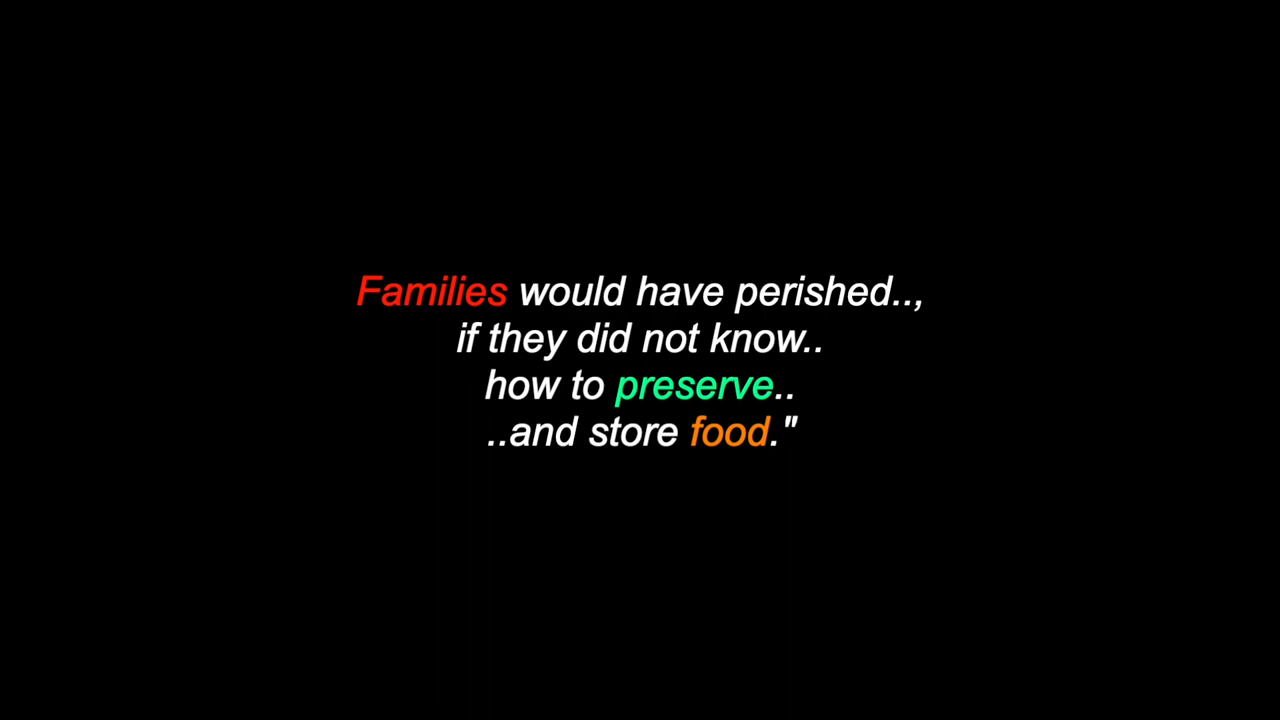 Families would have perished..,
if they did not know..
how to preserve..
..and store food."